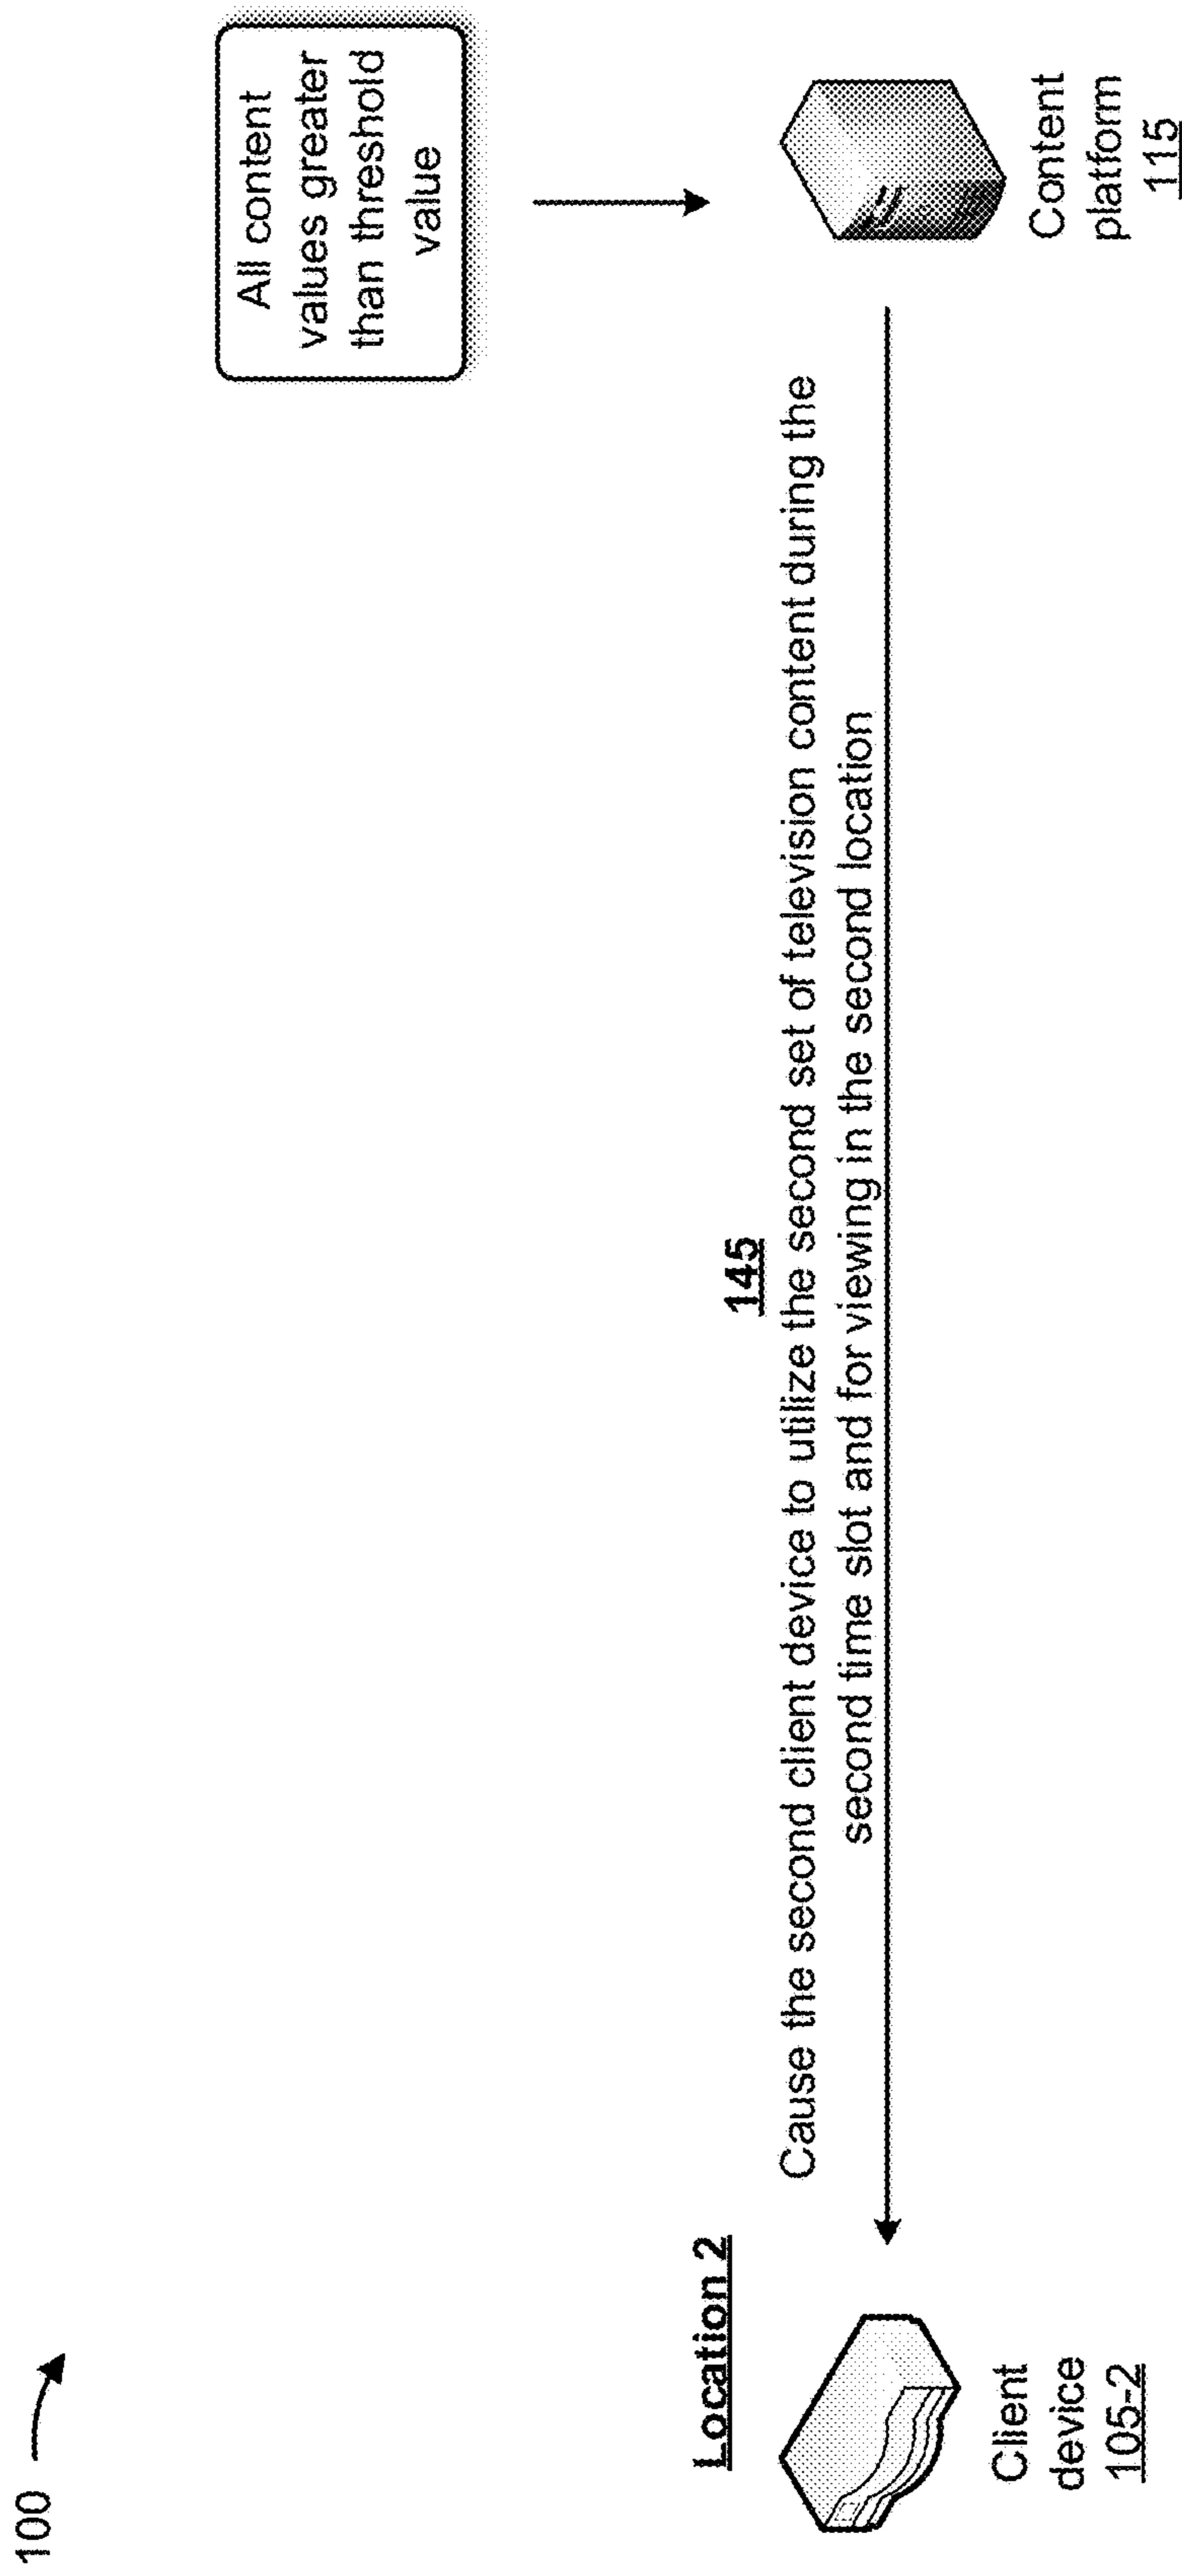 100
All content
values greater
than threshold
value
145
Cause the second client device to utilize the second set of television content during the
second time slot and for viewing in the second location
Location 2
Client
device
105-2
Content
platform
115